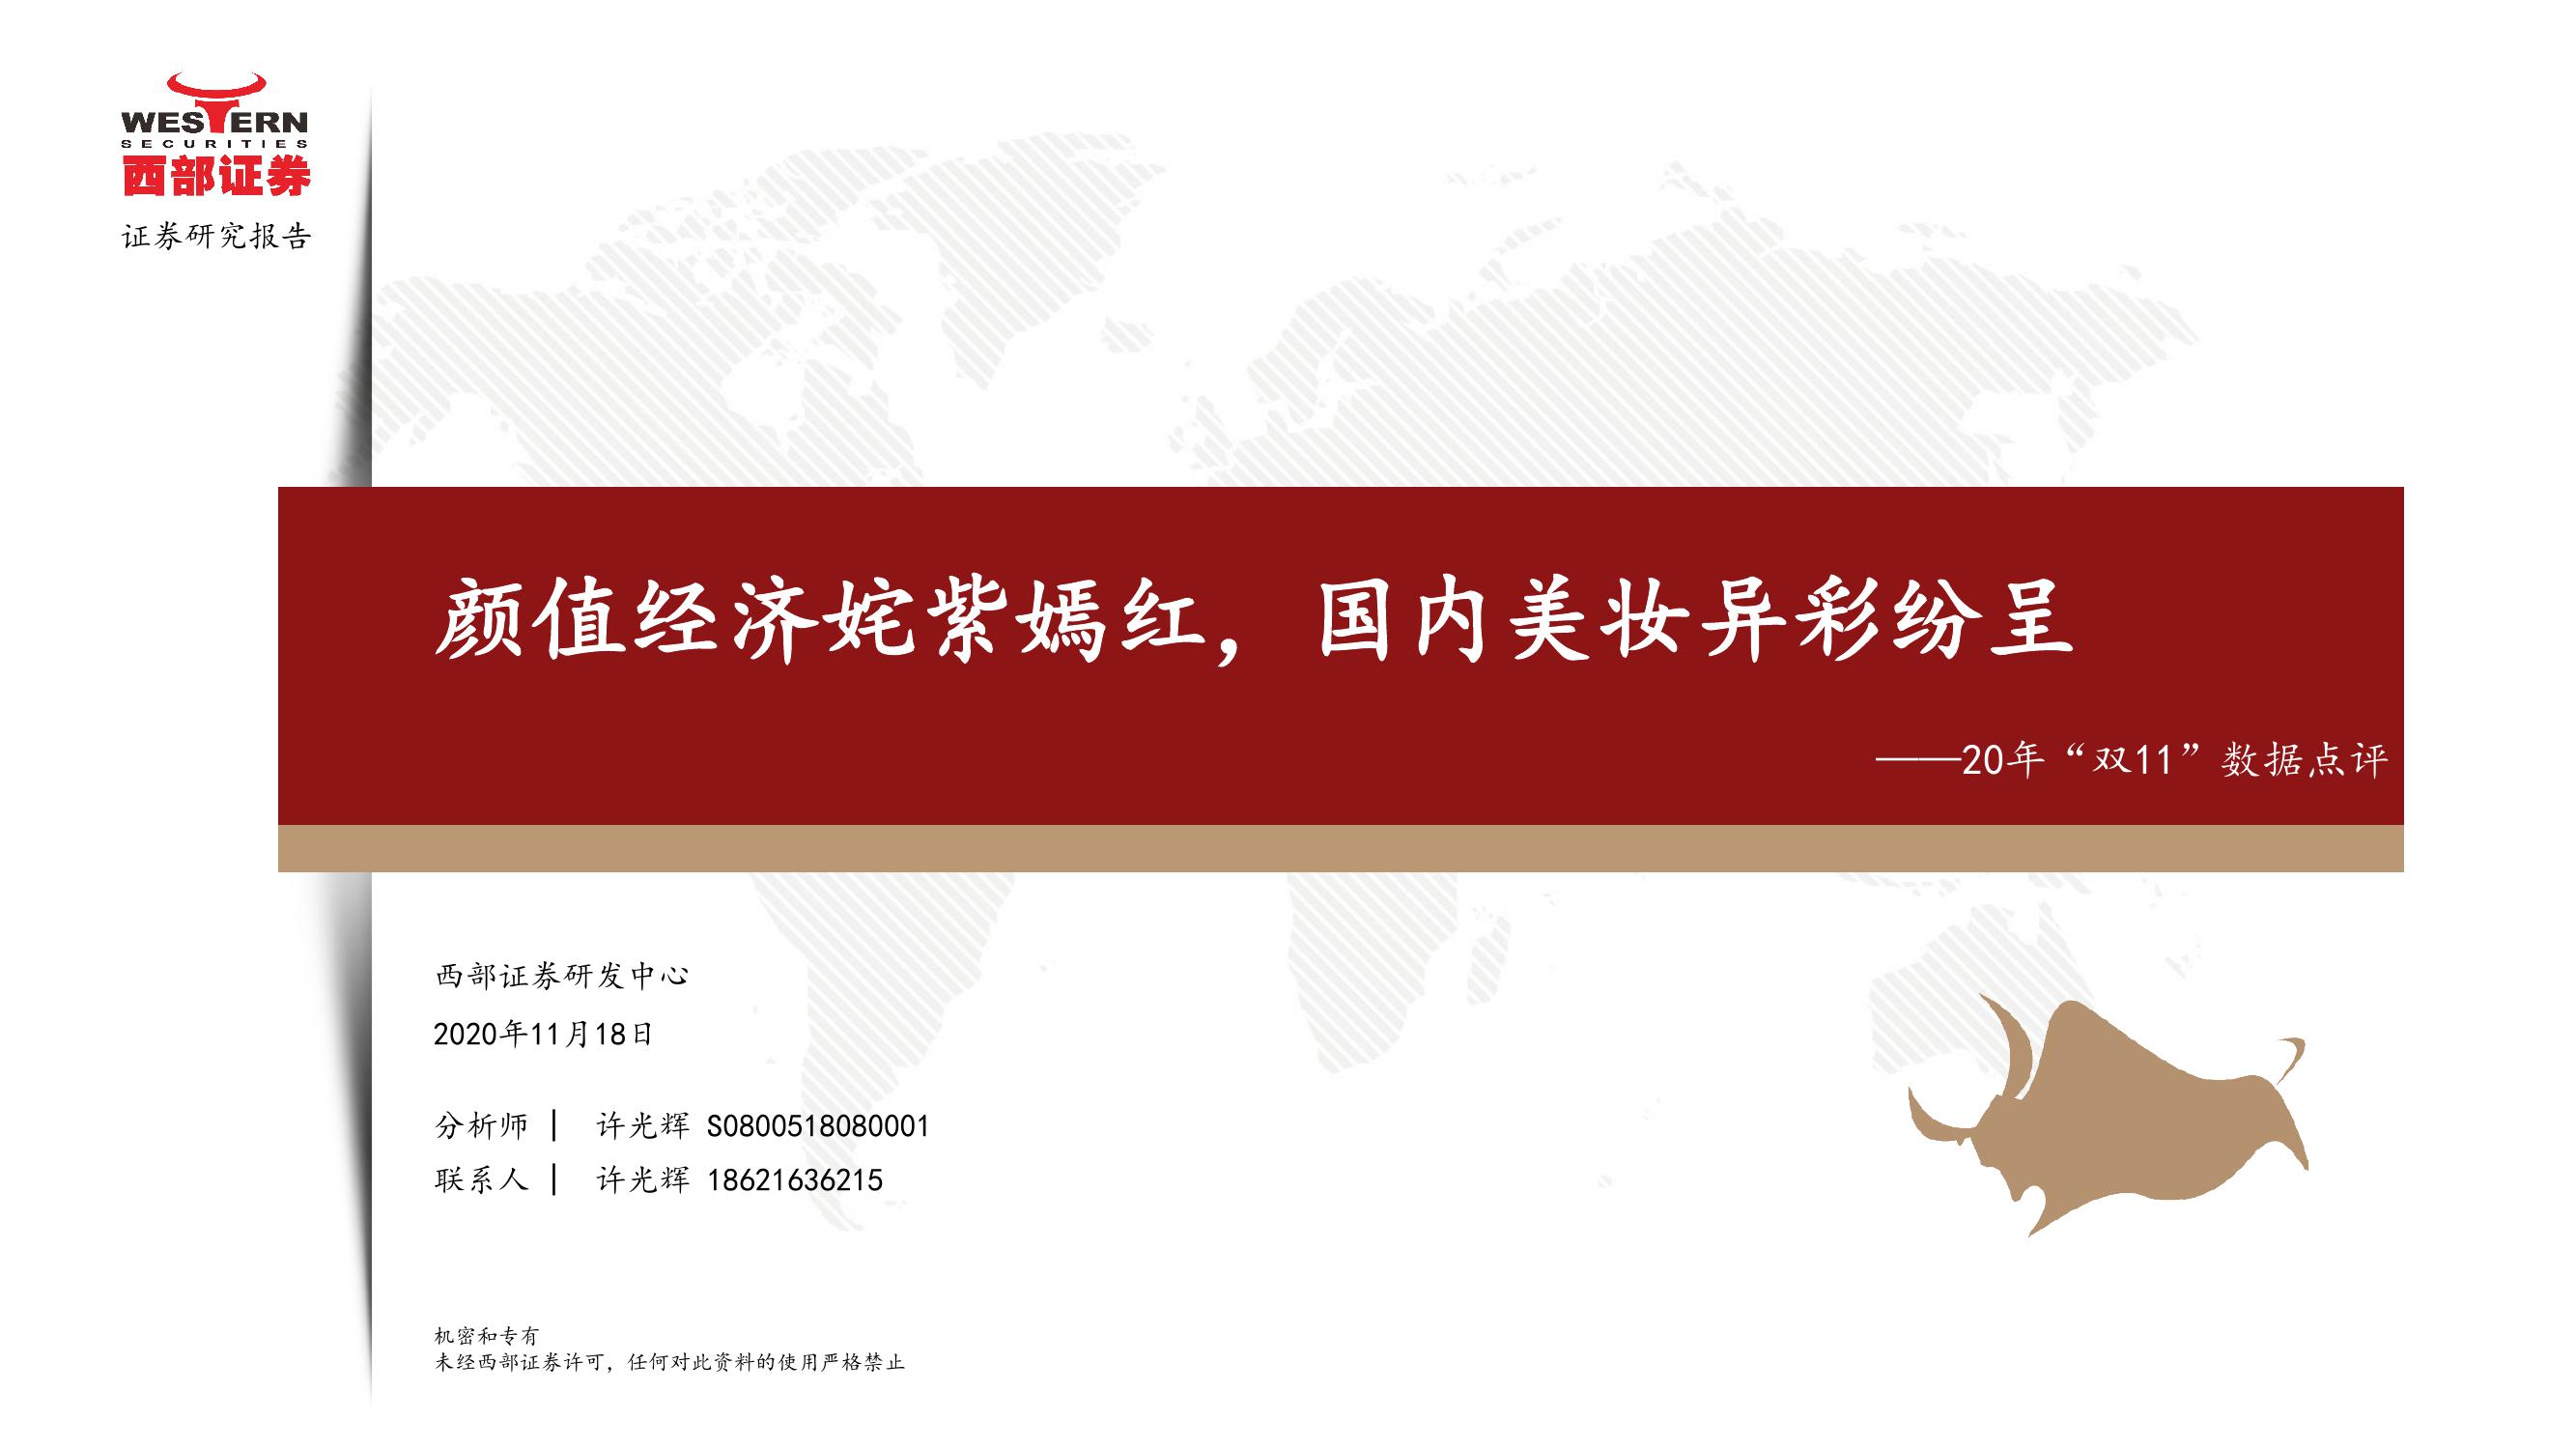 WESTERN
SECURITIES
西部证券
证券研究报告
颜值经济姹紫嫣红，国内美妆异彩纷呈
——20年“双11”数据点评
西部证券研发中心
2020年11月18日
分析师 | 许光辉 S0800518080001
联系人 | 许光辉 18621636215
机密和专有
未经西部证券许可，任何对此资料的使用严格禁止